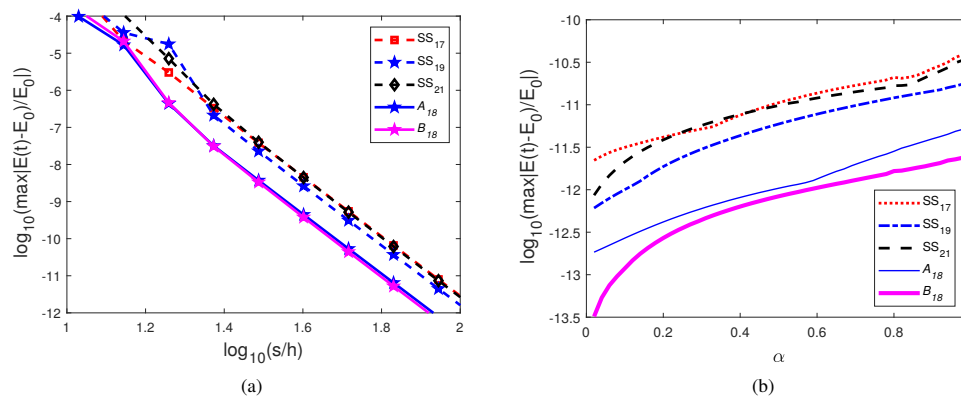 -4
-5
-6
-7
-8
-9
-10
-11
-12
log10(max|E(t)-E0)/E0|)
1 1.2 1.4 1.6 1.8 2
log10(s/h)
SS17
SS19
SS21
A18
B18
(a)
-10
-10.5
-11
-11.5
-12
-12.5
-13
-13.5
log10(max|E(t)-E0)/E0|)
0 0.2 0.4 0.6 0.8
α
SS17
SS19
SS21
A18
B18
(b)